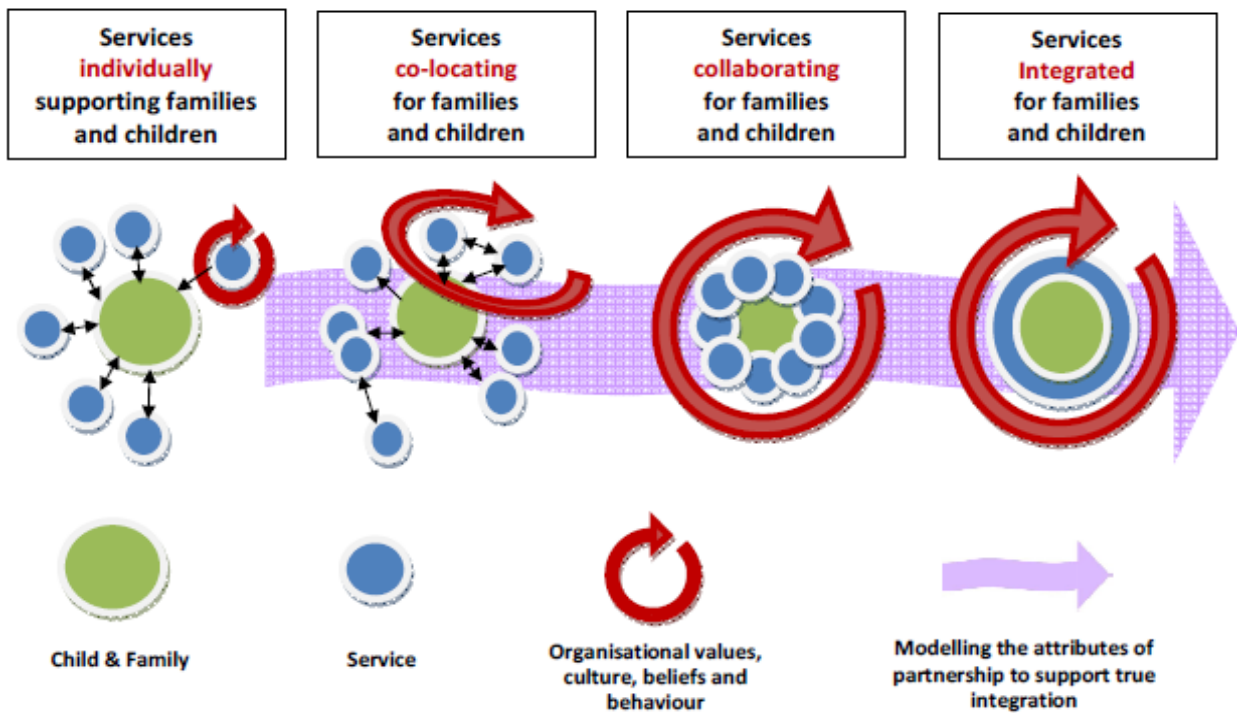 Services
individually
supporting families
and children
Services
co-locating
for families
and children
Services
collaborating
for families
and children
Services
Integrated
for families
and children
Child & Family
Service
Organisational values,
culture, beliefs and
behaviour
Modelling the attributes of
partnership to support true
integration